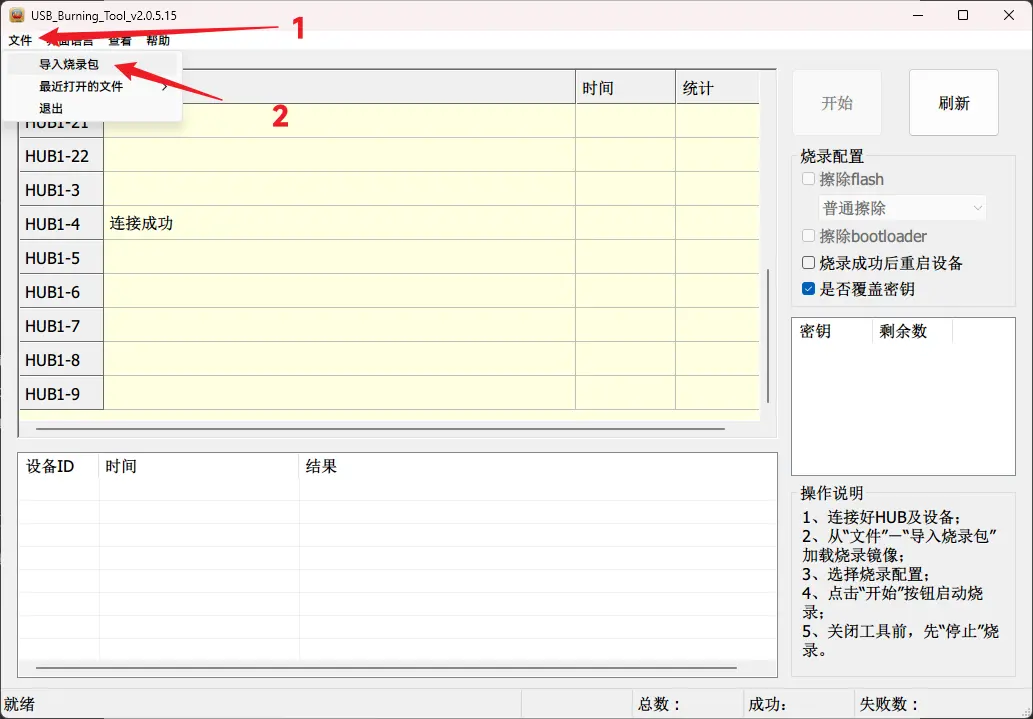 USB_Burning_Tool_v2.0.5.15
1
文件 界面语言 查看 帮助
导入烧录包
最近打开的文件
退出
2
时间 统计
HUB1-21
HUB1-22
HUB1-3
HUB1-4 连接成功
HUB1-5
HUB1-6
HUB1-7
HUB1-8
HUB1-9
开始 刷新
烧录配置
擦除flash
普通擦除
擦除bootloader
烧录成功后重启设备
是否覆盖密钥
密钥 剩余数
设备ID 时间 结果
操作说明
1、连接好HUB及设备；
2、从“文件”—“导入烧录包”
加载烧录镜像；
3、选择烧录配置；
4、点击“开始”按钮启动烧
录；
5、关闭工具前，先“停止”烧
录。
就绪 总数： 成功: 失败数：